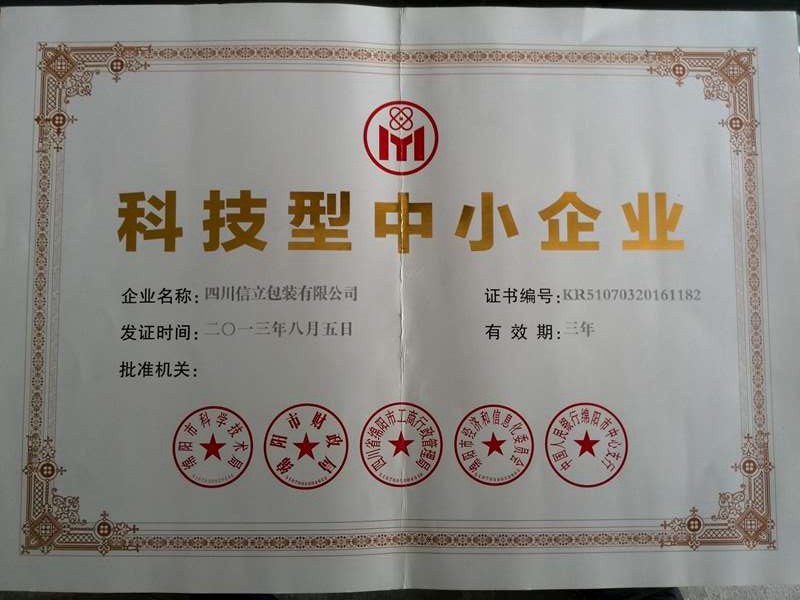 科技型中小企业
企业名称：四川信立包装有限公司
证书编号：KR51070320161182
发证时间：二〇一三年八月五日
有效期：三年
批准机关：
绵阳市科学技术局
绵阳市财政局
四川省绵阳市工商行政管理局
绵阳市经济和信息化委员会
中国人民银行绵阳市中心支行